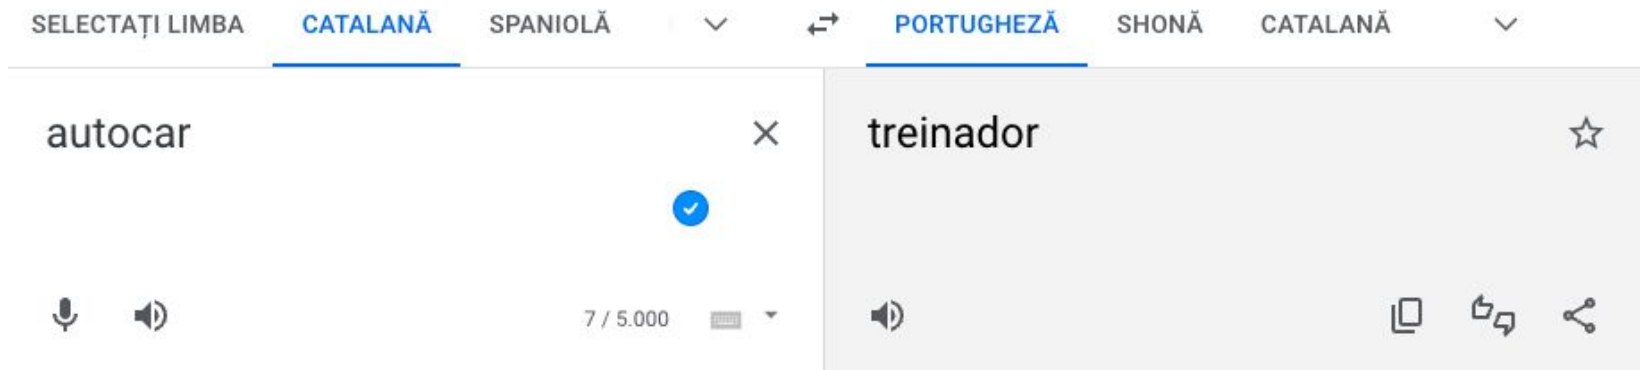 SELECTAȚI LIMBA CATALANĂ SPANIOLĂ PORTUGHEZĂ SHONĂ CATALANĂ
autocar treinador
7 / 5.000